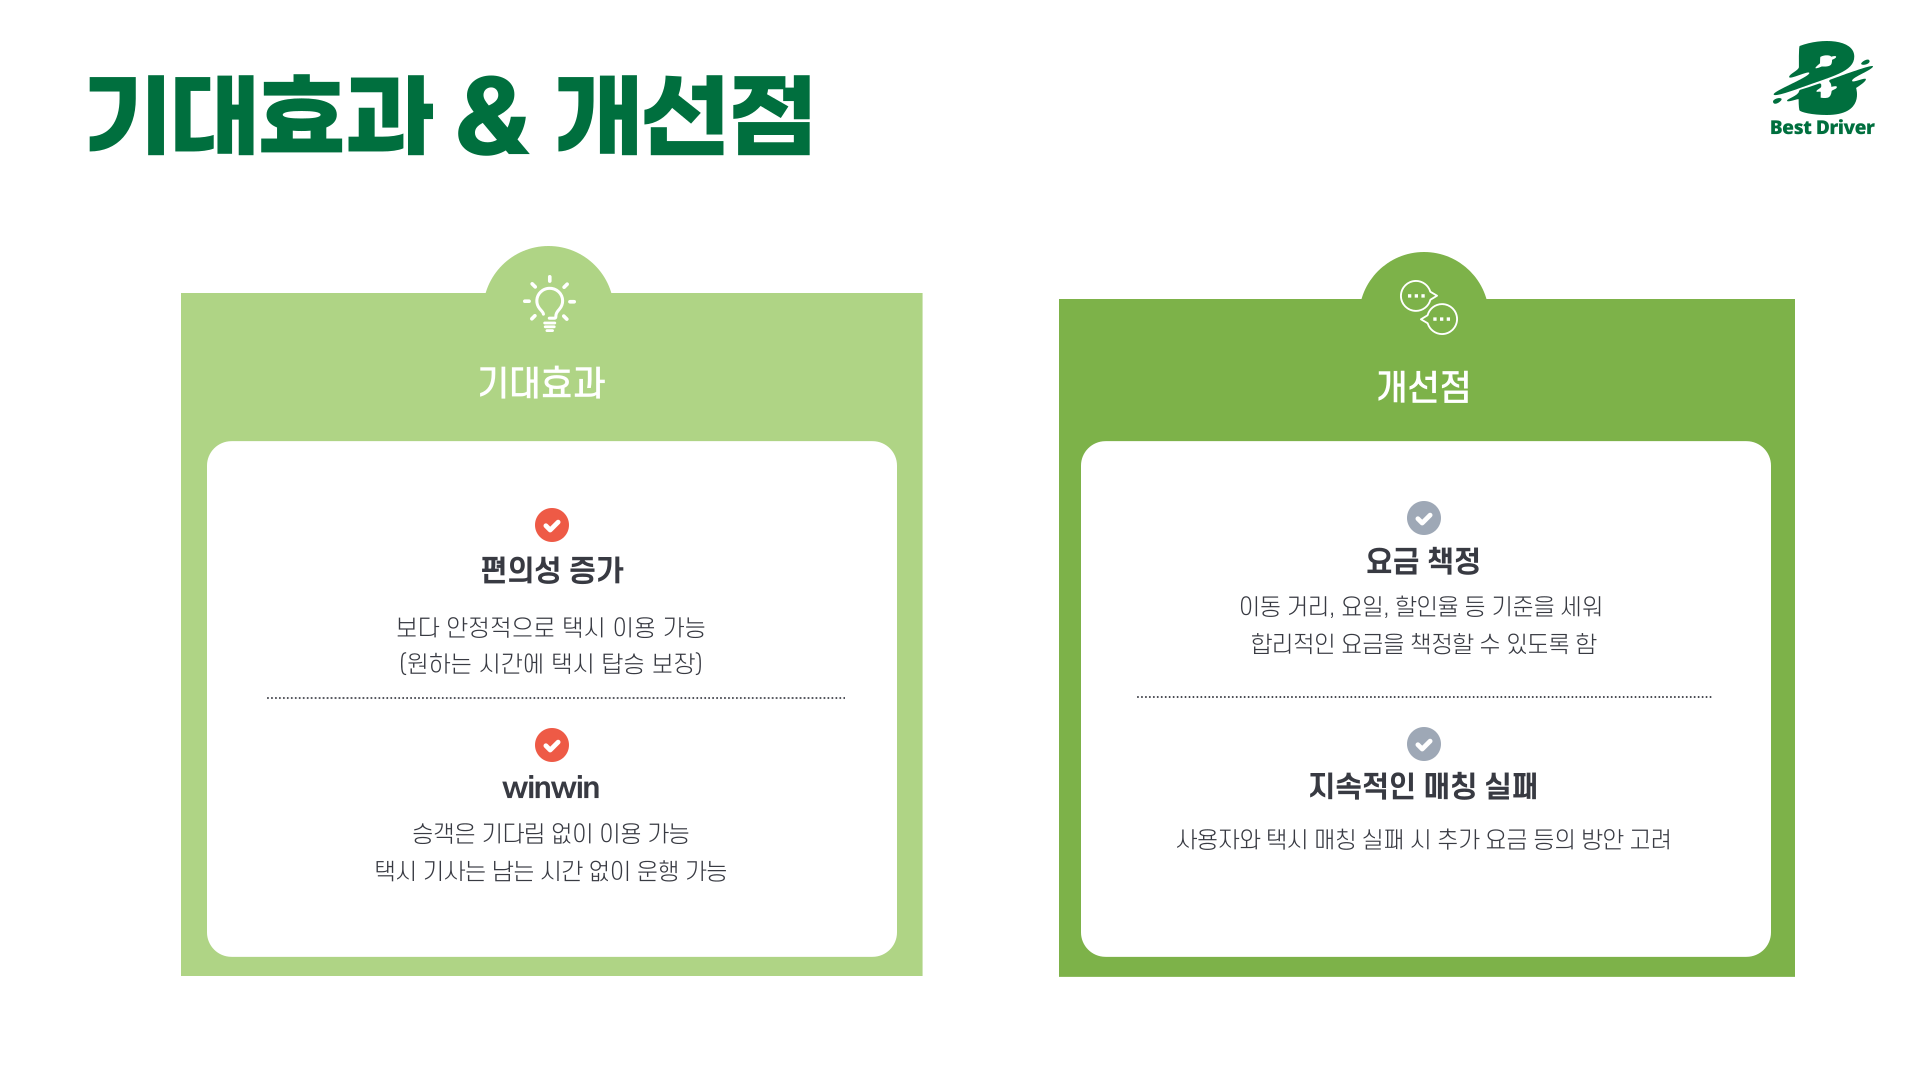 기대효과 & 개선점
Best Driver
기대효과
편의성 증가
보다 안정적으로 택시 이용 가능
(원하는 시간에 택시 탑승 보장)
winwin
승객은 기다림 없이 이용 가능
택시 기사는 남는 시간 없이 운행 가능
개선점
요금 책정
이동 거리, 요일, 할인율 등 기준을 세워
합리적인 요금을 책정할 수 있도록 함
지속적인 매칭 실패
사용자와 택시 매칭 실패 시 추가 요금 등의 방안 고려